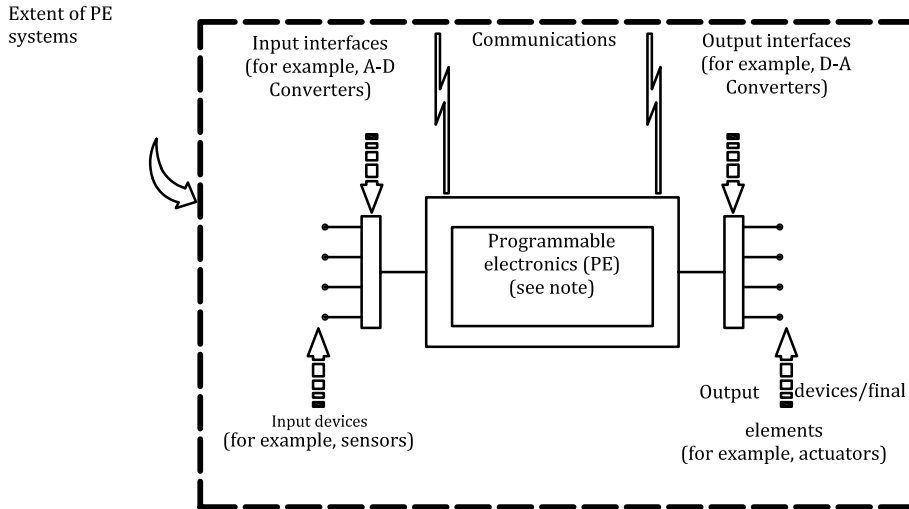 Extent of PE
systems
Input interfaces
(for example, A-D
Converters)
Communications
Output interfaces
(for example, D-A
Converters)
Programmable
electronics (PE)
(see note)
Input devices
(for example, sensors)
Output devices/final
elements
(for example, actuators)